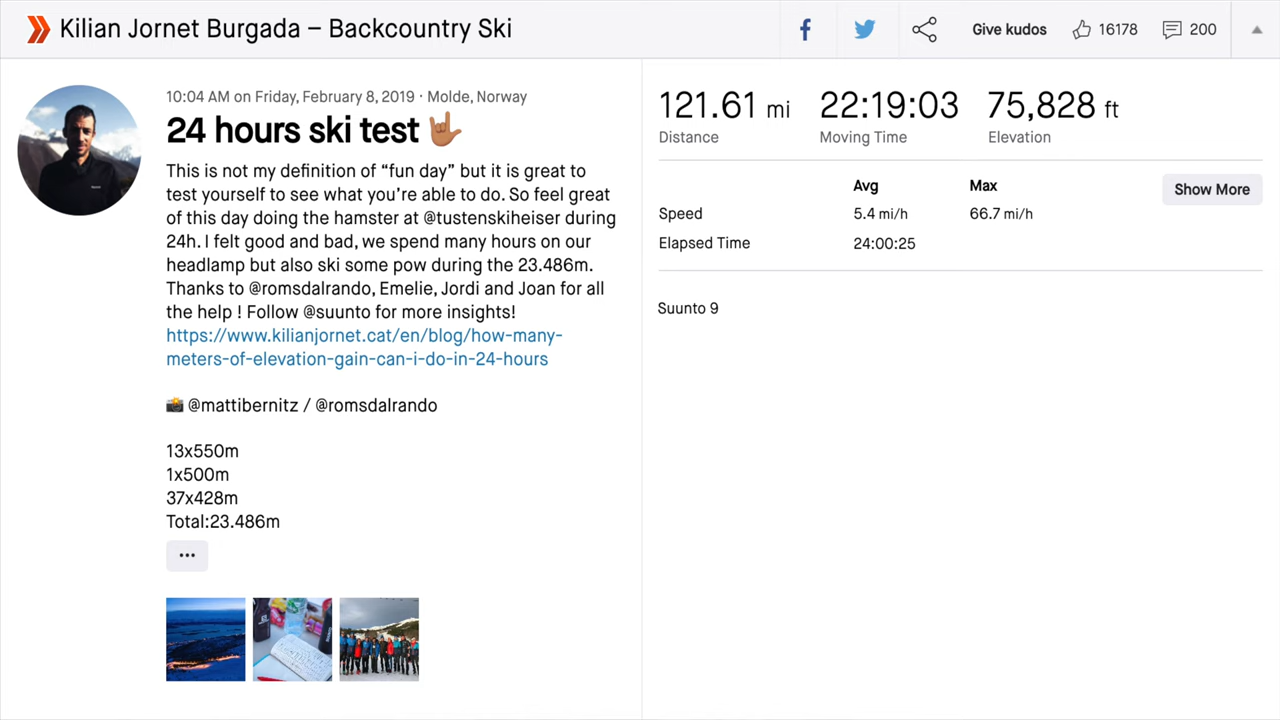 Kilian Jornet Burgada – Backcountry Ski
Give kudos
16178
200
10:04 AM on Friday, February 8, 2019 · Molde, Norway
24 hours ski test 🤘🏽
This is not my definition of “fun day” but it is great to
test yourself to see what you’re able to do. So feel great
of this day doing the hamster at @tustenskiheiser during
24h. I felt good and bad, we spend many hours on our
headlamp but also ski some pow during the 23.486m.
Thanks to @romsdalrando, Emelie, Jordi and Joan for all
the help ! Follow @suunto for more insights!
https://www.kilianjornet.cat/en/blog/how-many-
meters-of-elevation-gain-can-i-do-in-24-hours
📸 @mattibernitz / @romsdalrando
13x550m
1x500m
37x428m
Total:23.486m
•••
121.61 mi 22:19:03 75,828 ft
Distance Moving Time Elevation
Avg Max
Show More
Speed 5.4 mi/h 66.7 mi/h
Elapsed Time 24:00:25
Suunto 9